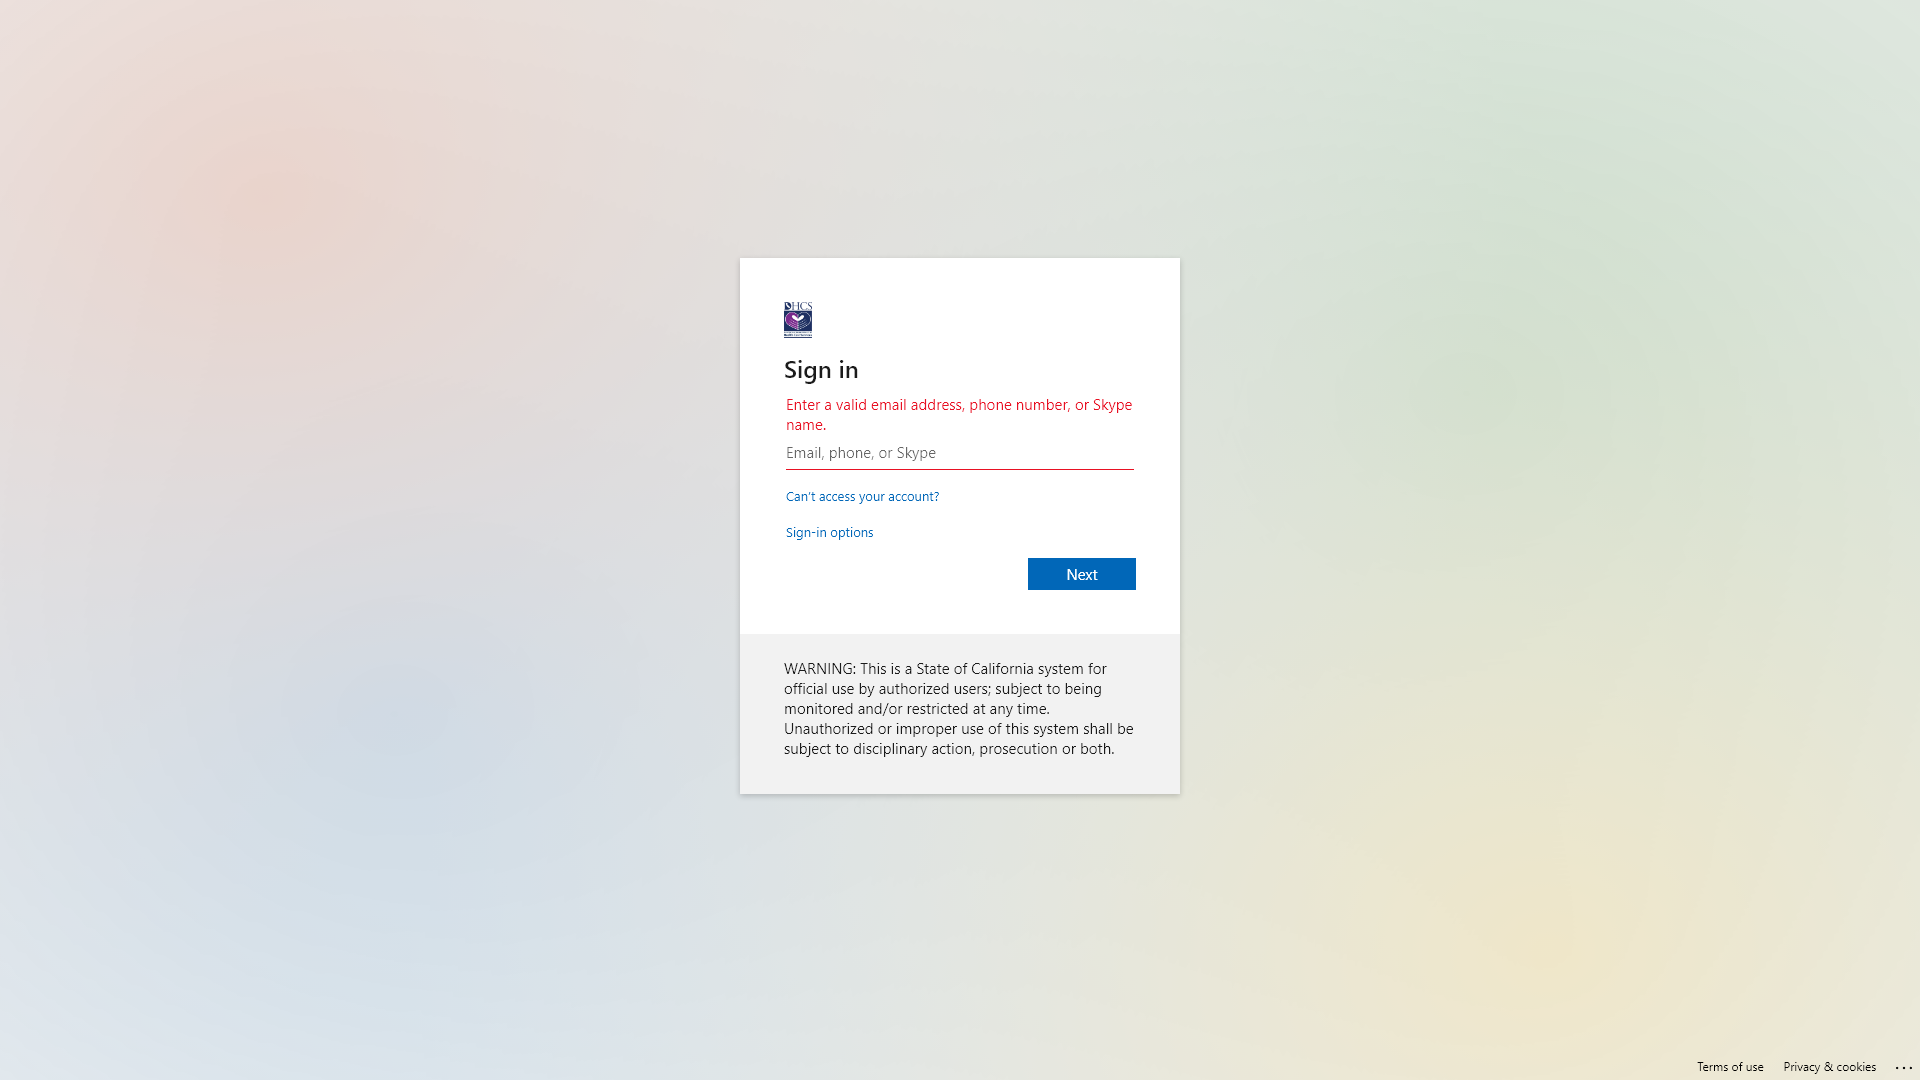 DHCS
Sign in
Enter a valid email address, phone number, or Skype
name.
Email, phone, or Skype
Can't access your account?
Sign-in options
Next
WARNING: This is a State of California system for
official use by authorized users; subject to being
monitored and/or restricted at any time.
Unauthorized or improper use of this system shall be
subject to disciplinary action, prosecution or both.
Terms of use Privacy & cookies ...